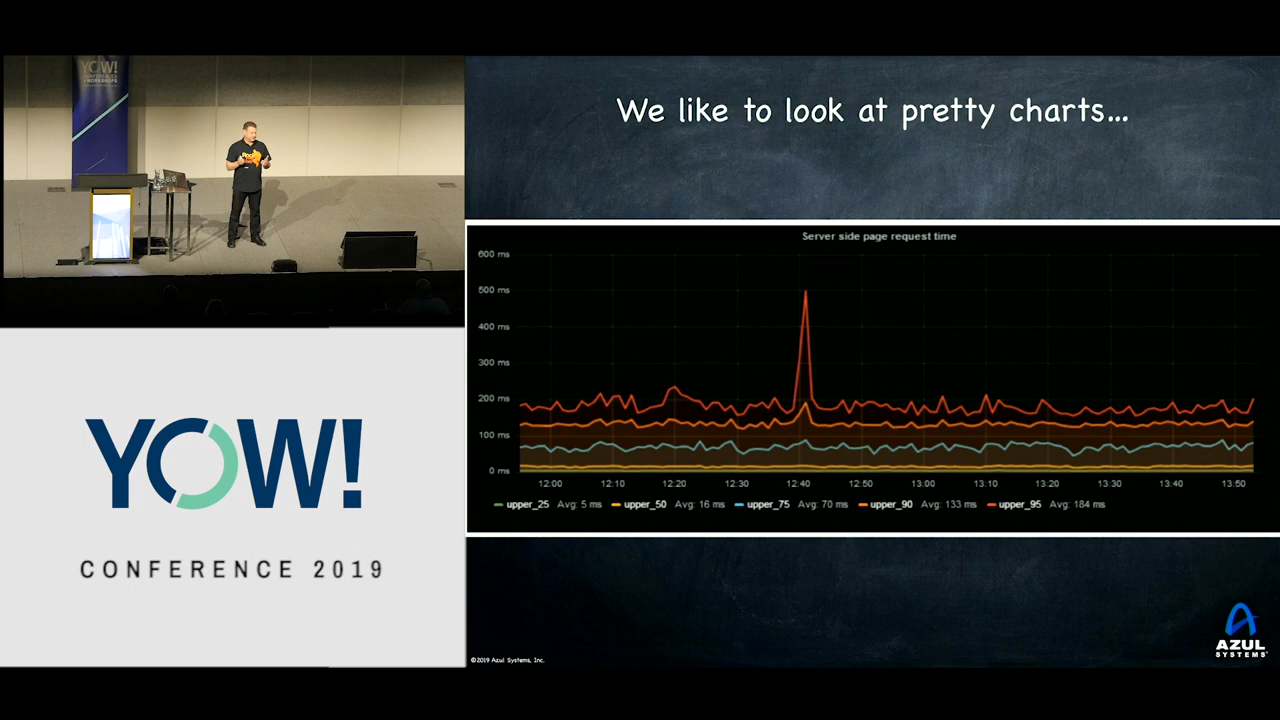 YOW!
CONFERENCES
We like to look at pretty charts...
Server side page request time
600 ms
500 ms
400 ms
300 ms
200 ms
100 ms
0 ms
12:00 12:10 12:20 12:30 12:40 12:50 13:00 13:10 13:20 13:30 13:40 13:50
upper_25 Avg: 5 ms upper_50 Avg: 16 ms upper_75 Avg: 70 ms upper_90 Avg: 133 ms upper_95 Avg: 184 ms
YOW!
CONFERENCE 2019
AZUL
SYSTEMS
©2019 Azul Systems, Inc.